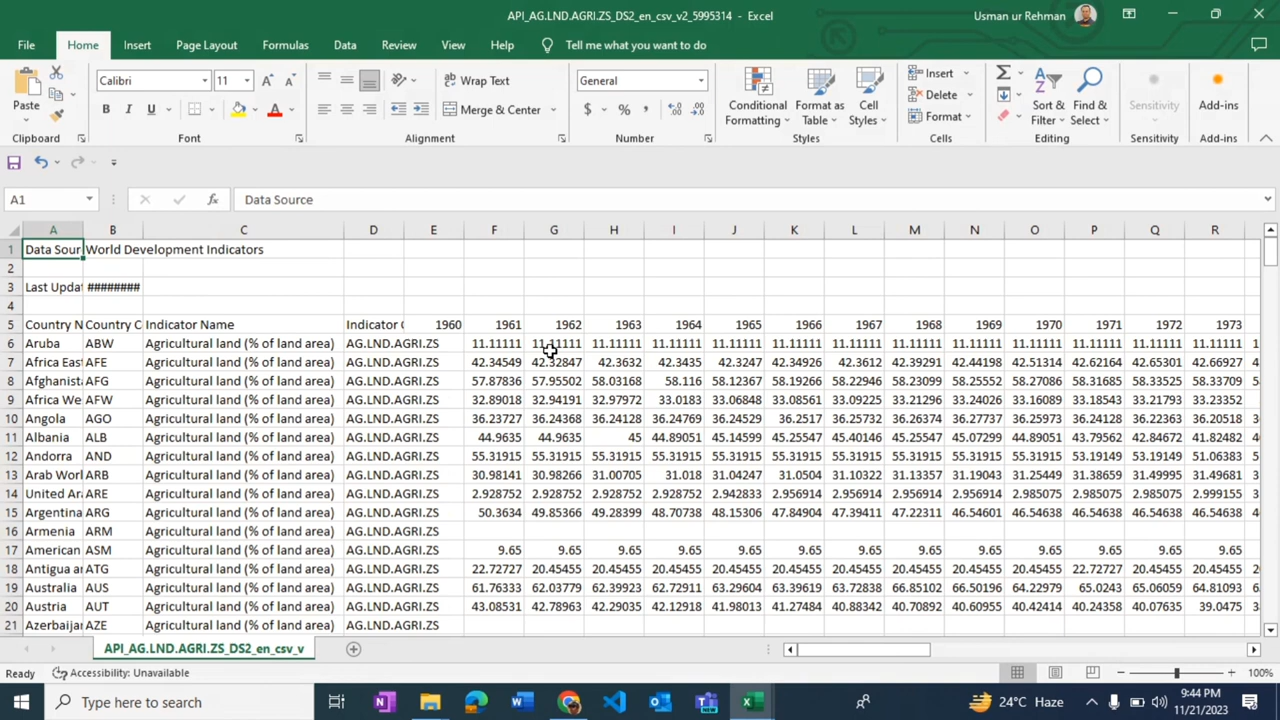 API_AG.LND.AGRI.ZS_DS2_en_csv_v2_5995314 - Excel Usman ur Rehman
File Home Insert Page Layout Formulas Data Review View Help Tell me what you want to do
Calibri 11 Wrap Text General Insert
Paste Conditional Format as Cell Delete Sort & Find & Sensitivity Add-ins
B I U Merge & Center $ % Formatting Table Styles Format Filter Select
Clipboard Font Alignment Number Styles Cells Editing Sensitivity Add-ins
A1 fx Data Source
A B C D E F G H I J K L M N O P Q R
1 Data Sour World Development Indicators
2
3 Last Updat ########
4
5 Country N Country C Indicator Name Indicator C 1960 1961 1962 1963 1964 1965 1966 1967 1968 1969 1970 1971 1972 1973
6 Aruba ABW Agricultural land (% of land area) AG.LND.AGRI.ZS 11.11111 11.11111 11.11111 11.11111 11.11111 11.11111 11.11111 11.11111 11.11111 11.11111 11.11111 11.11111 11.11111 1
7 Africa East AFE Agricultural land (% of land area) AG.LND.AGRI.ZS 42.34549 42.32847 42.3632 42.3435 42.3247 42.34926 42.3612 42.39291 42.44198 42.51314 42.62164 42.65301 42.66927
8 Afghanista AFG Agricultural land (% of land area) AG.LND.AGRI.ZS 57.87836 57.95502 58.03168 58.116 58.12367 58.19266 58.22946 58.23099 58.25552 58.27086 58.31685 58.33525 58.33709
9 Africa Wes AFW Agricultural land (% of land area) AG.LND.AGRI.ZS 32.89018 32.94191 32.97972 33.0183 33.06848 33.08561 33.09225 33.21296 33.24026 33.16089 33.18543 33.21793 33.23352
10 Angola AGO Agricultural land (% of land area) AG.LND.AGRI.ZS 36.23727 36.24368 36.24128 36.24769 36.24529 36.2517 36.25732 36.26374 36.27737 36.25973 36.24128 36.22363 36.20518
11 Albania ALB Agricultural land (% of land area) AG.LND.AGRI.ZS 44.9635 44.9635 45 44.89051 45.14599 45.25547 45.40146 45.25547 45.07299 44.89051 43.79562 42.84672 41.82482
12 Andorra AND Agricultural land (% of land area) AG.LND.AGRI.ZS 55.31915 55.31915 55.31915 55.31915 55.31915 55.31915 55.31915 55.31915 55.31915 55.31915 53.19149 53.19149 51.06383
13 Arab World ARB Agricultural land (% of land area) AG.LND.AGRI.ZS 30.98141 30.98266 31.00705 31.018 31.04247 31.0504 31.10322 31.13357 31.19043 31.25449 31.38659 31.49995 31.49681
14 United Ara ARE Agricultural land (% of land area) AG.LND.AGRI.ZS 2.928752 2.928752 2.928752 2.928752 2.942833 2.956914 2.956914 2.956914 2.956914 2.985075 2.985075 2.985075 2.999155
15 Argentina ARG Agricultural land (% of land area) AG.LND.AGRI.ZS 50.3634 49.85366 49.28399 48.70738 48.15306 47.84904 47.39411 47.22311 46.54601 46.54638 46.54638 46.54638 46.54638
16 Armenia ARM Agricultural land (% of land area) AG.LND.AGRI.ZS
17 American ASM Agricultural land (% of land area) AG.LND.AGRI.ZS 9.65 9.65 9.65 9.65 9.65 9.65 9.65 9.65 9.65 9.65 9.65 9.65 9.65
18 Antigua an ATG Agricultural land (% of land area) AG.LND.AGRI.ZS 22.72727 20.45455 20.45455 20.45455 20.45455 20.45455 20.45455 20.45455 20.45455 20.45455 22.72727 20.45455 20.45455
19 Australia AUS Agricultural land (% of land area) AG.LND.AGRI.ZS 61.76333 62.03779 62.39923 62.72911 63.29604 63.39619 63.72838 66.85102 66.50196 64.22979 65.0243 65.06059 64.81093
20 Austria AUT Agricultural land (% of land area) AG.LND.AGRI.ZS 43.08531 42.78963 42.29035 42.12918 41.98013 41.27484 40.88342 40.70892 40.60955 40.42414 40.24358 40.07635 39.0475
21 Azerbaijan AZE Agricultural land (% of land area) AG.LND.AGRI.ZS
API_AG.LND.AGRI.ZS_DS2_en_csv_v
Ready Accessibility: Unavailable 100%
Type here to search 24°C Haze 9:44 PM
11/21/2023